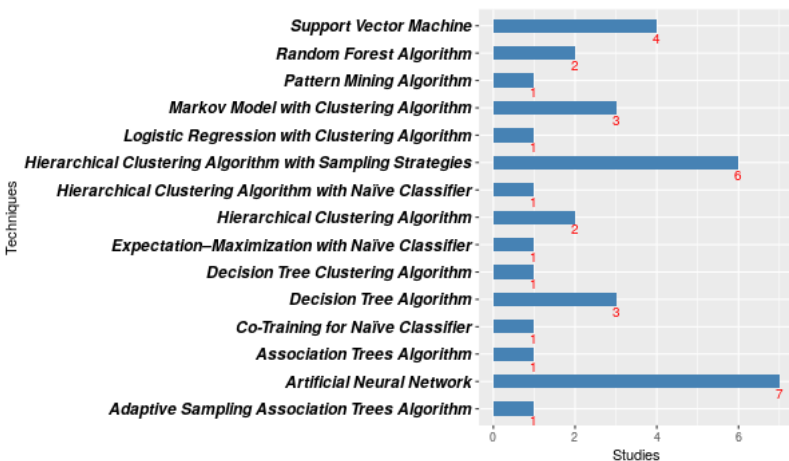 Support Vector Machine
4
Random Forest Algorithm
2
Pattern Mining Algorithm
1
Markov Model with Clustering Algorithm
3
Logistic Regression with Clustering Algorithm
1
Hierarchical Clustering Algorithm with Sampling Strategies
6
Hierarchical Clustering Algorithm with Naïve Classifier
1
Hierarchical Clustering Algorithm
2
Expectation–Maximization with Naïve Classifier
1
Decision Tree Clustering Algorithm
1
Decision Tree Algorithm
3
Co-Training for Naïve Classifier
1
Association Trees Algorithm
1
Artificial Neural Network
7
Adaptive Sampling Association Trees Algorithm
1
Techniques
0 2 4 6
Studies